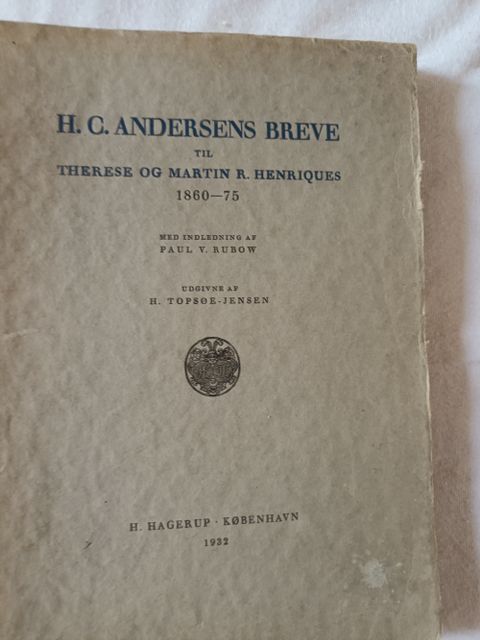 H. C. ANDERSENS BREVE
TIL
THERESE OG MARTIN R. HENRIQUES
1860—75
MED INDLEDNING AF
PAUL V. RUBOW
UDGIVNE AF
H. TOPSØE-JENSEN
H. HAGERUP · KØBENHAVN
1932